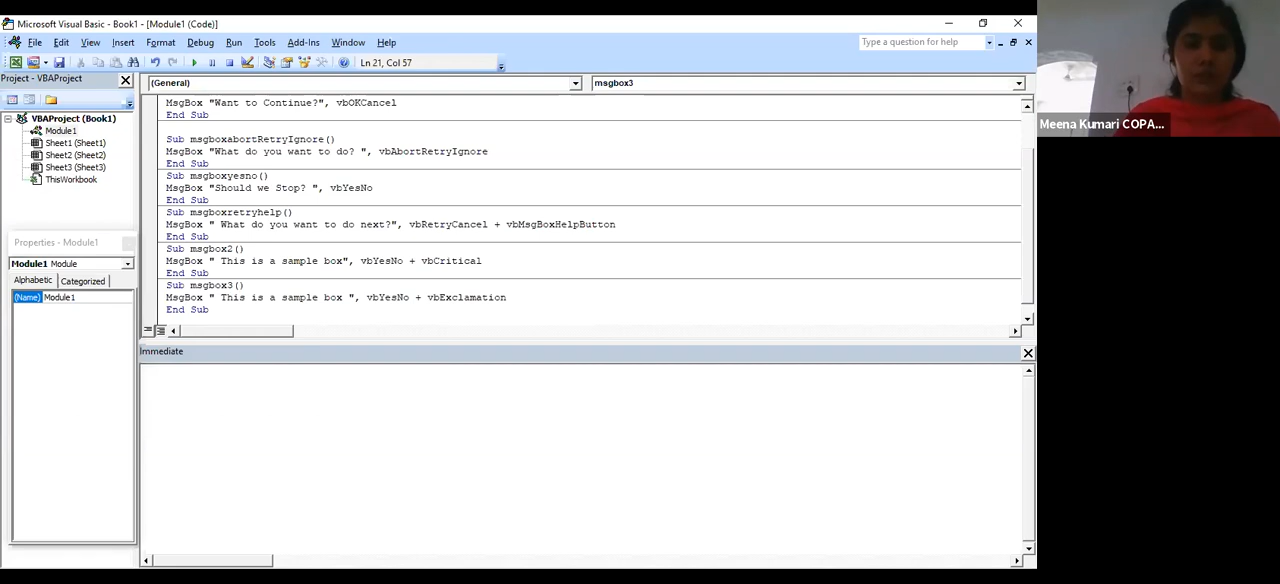 Microsoft Visual Basic - Book1 - [Module1 (Code)]
File Edit View Insert Format Debug Run Tools Add-Ins Window Help
Type a question for help
Ln 21, Col 57
Project - VBAProject
(General)
msgbox3
VBAProject (Book1)
Module1
Sheet1 (Sheet1)
Sheet2 (Sheet2)
Sheet3 (Sheet3)
ThisWorkbook
Properties - Module1
Module1 Module
Alphabetic Categorized
(Name) Module1
MsgBox "Want to Continue?", vbOKCancel
End Sub
Sub msgboxabortRetryIgnore()
MsgBox "What do you want to do? ", vbAbortRetryIgnore
End Sub
Sub msgboxyesno()
MsgBox "Should we Stop? ", vbYesNo
End Sub
Sub msgboxretryhelp()
MsgBox " What do you want to do next?", vbRetryCancel + vbMsgBoxHelpButton
End Sub
Sub msgbox2()
MsgBox " This is a sample box", vbYesNo + vbCritical
End Sub
Sub msgbox3()
MsgBox " This is a sample box ", vbYesNo + vbExclamation
End Sub
Immediate
Meena Kumari COPA...